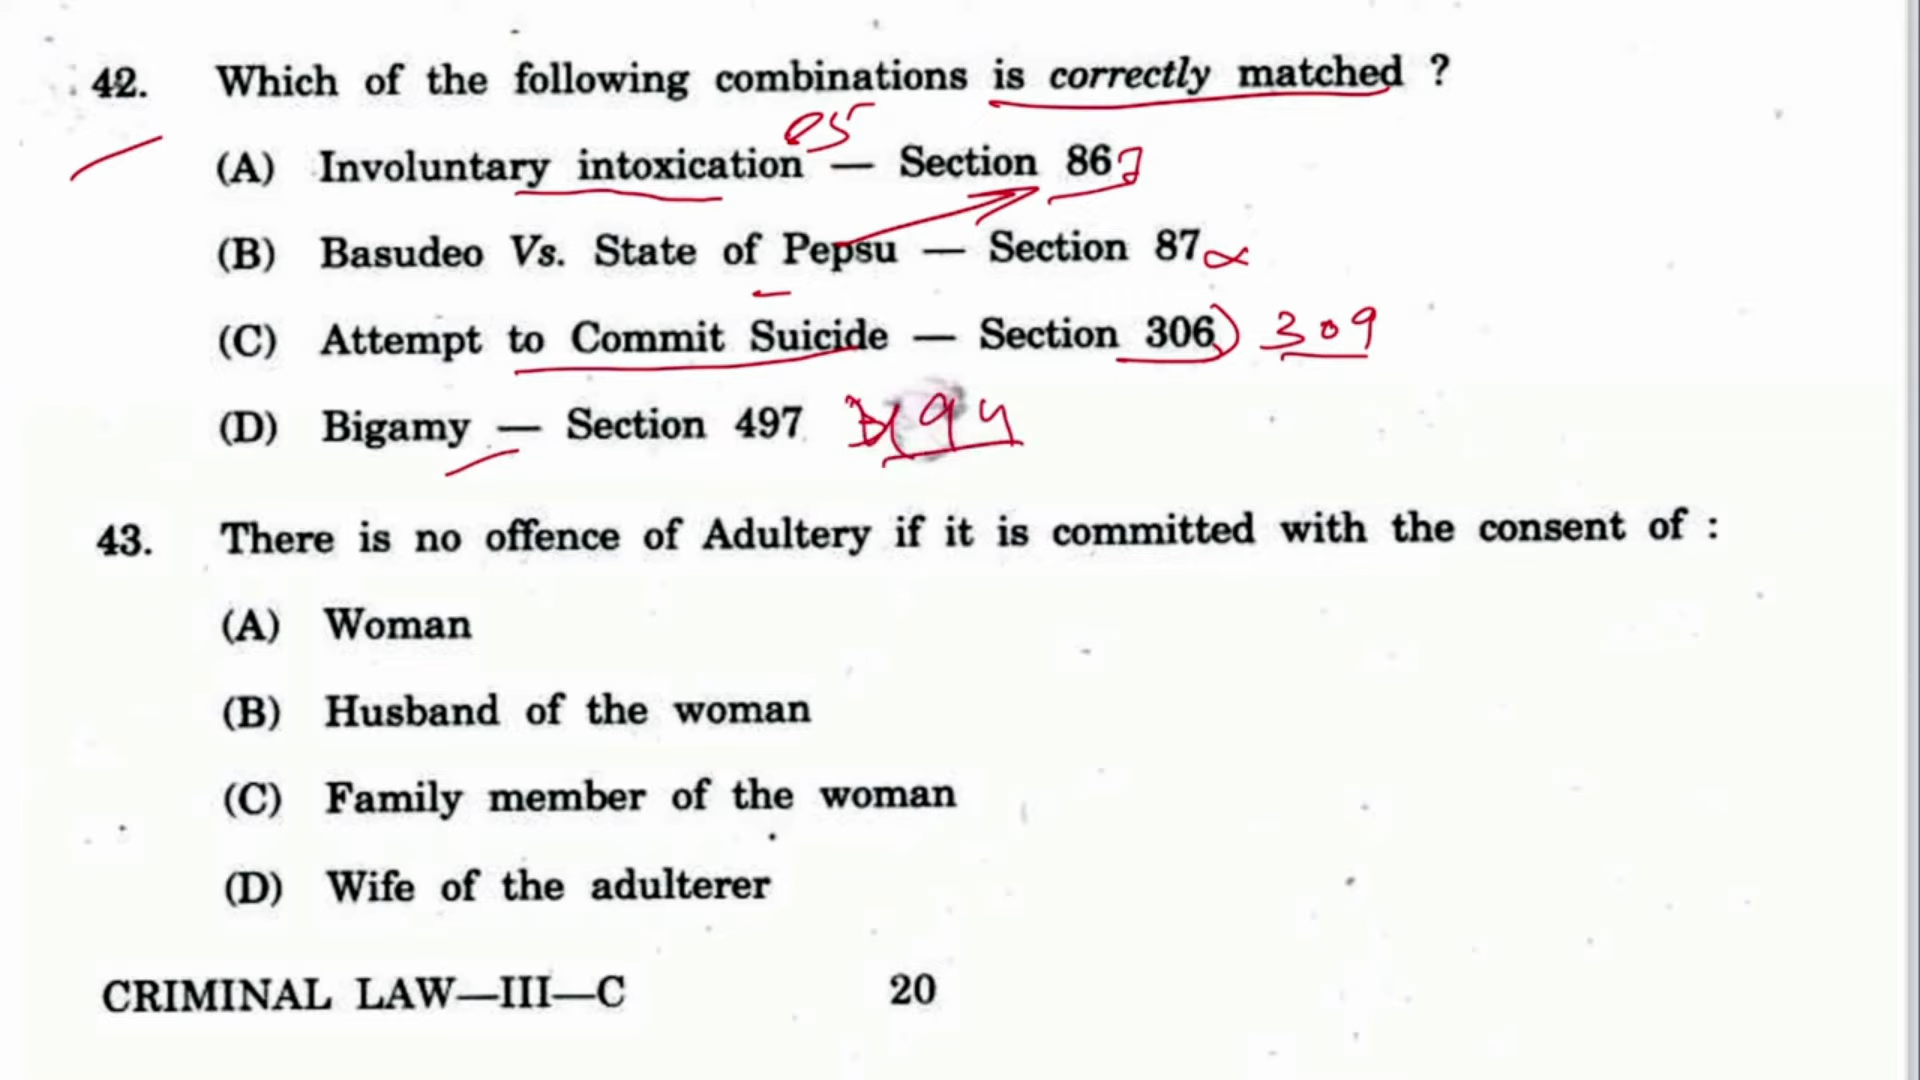 42. Which of the following combinations is correctly matched ?
85
(A) Involuntary intoxication — Section 86
(B) Basudeo Vs. State of Pepsu — Section 87
(C) Attempt to Commit Suicide — Section 306) 309
(D) Bigamy — Section 497
43. There is no offence of Adultery if it is committed with the consent of :
(A) Woman
(B) Husband of the woman
(C) Family member of the woman
(D) Wife of the adulterer
CRIMINAL LAW—III—C 20